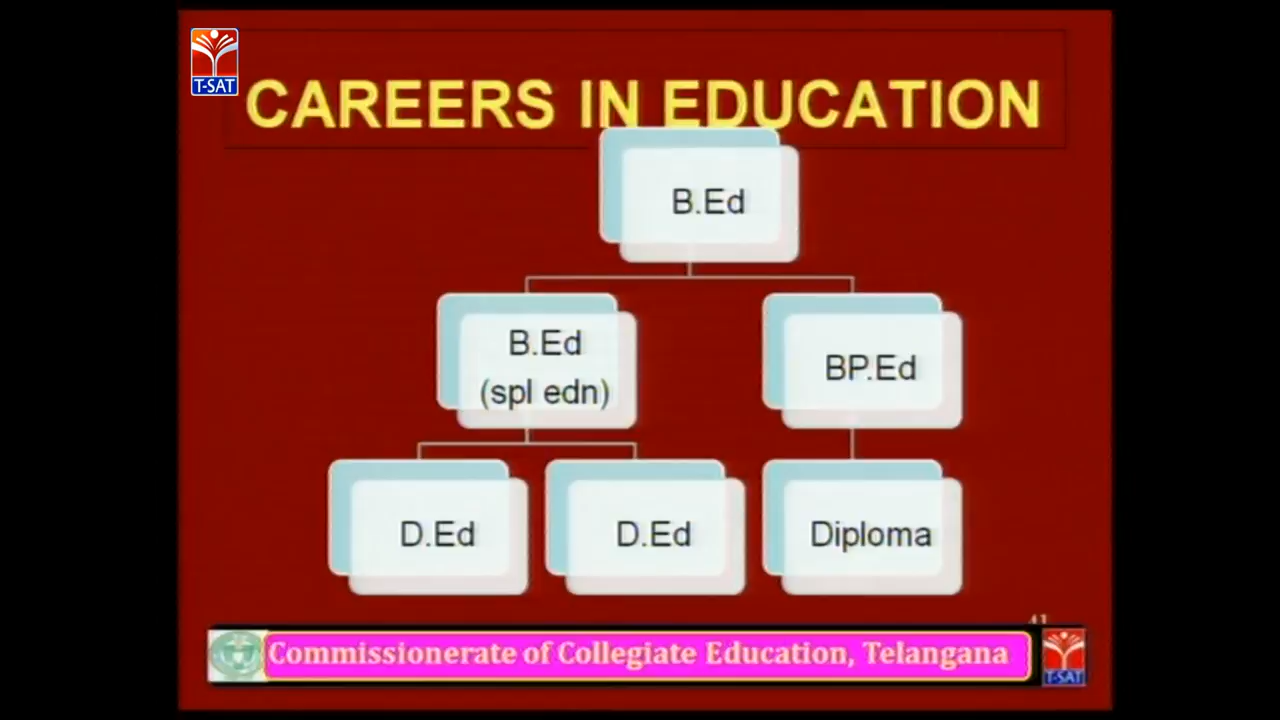 T-SAT
CAREERS IN EDUCATION
B.Ed
B.Ed
(spl edn)
BP.Ed
D.Ed
D.Ed
Diploma
41
Commissionerate of Collegiate Education, Telangana
T-SAT